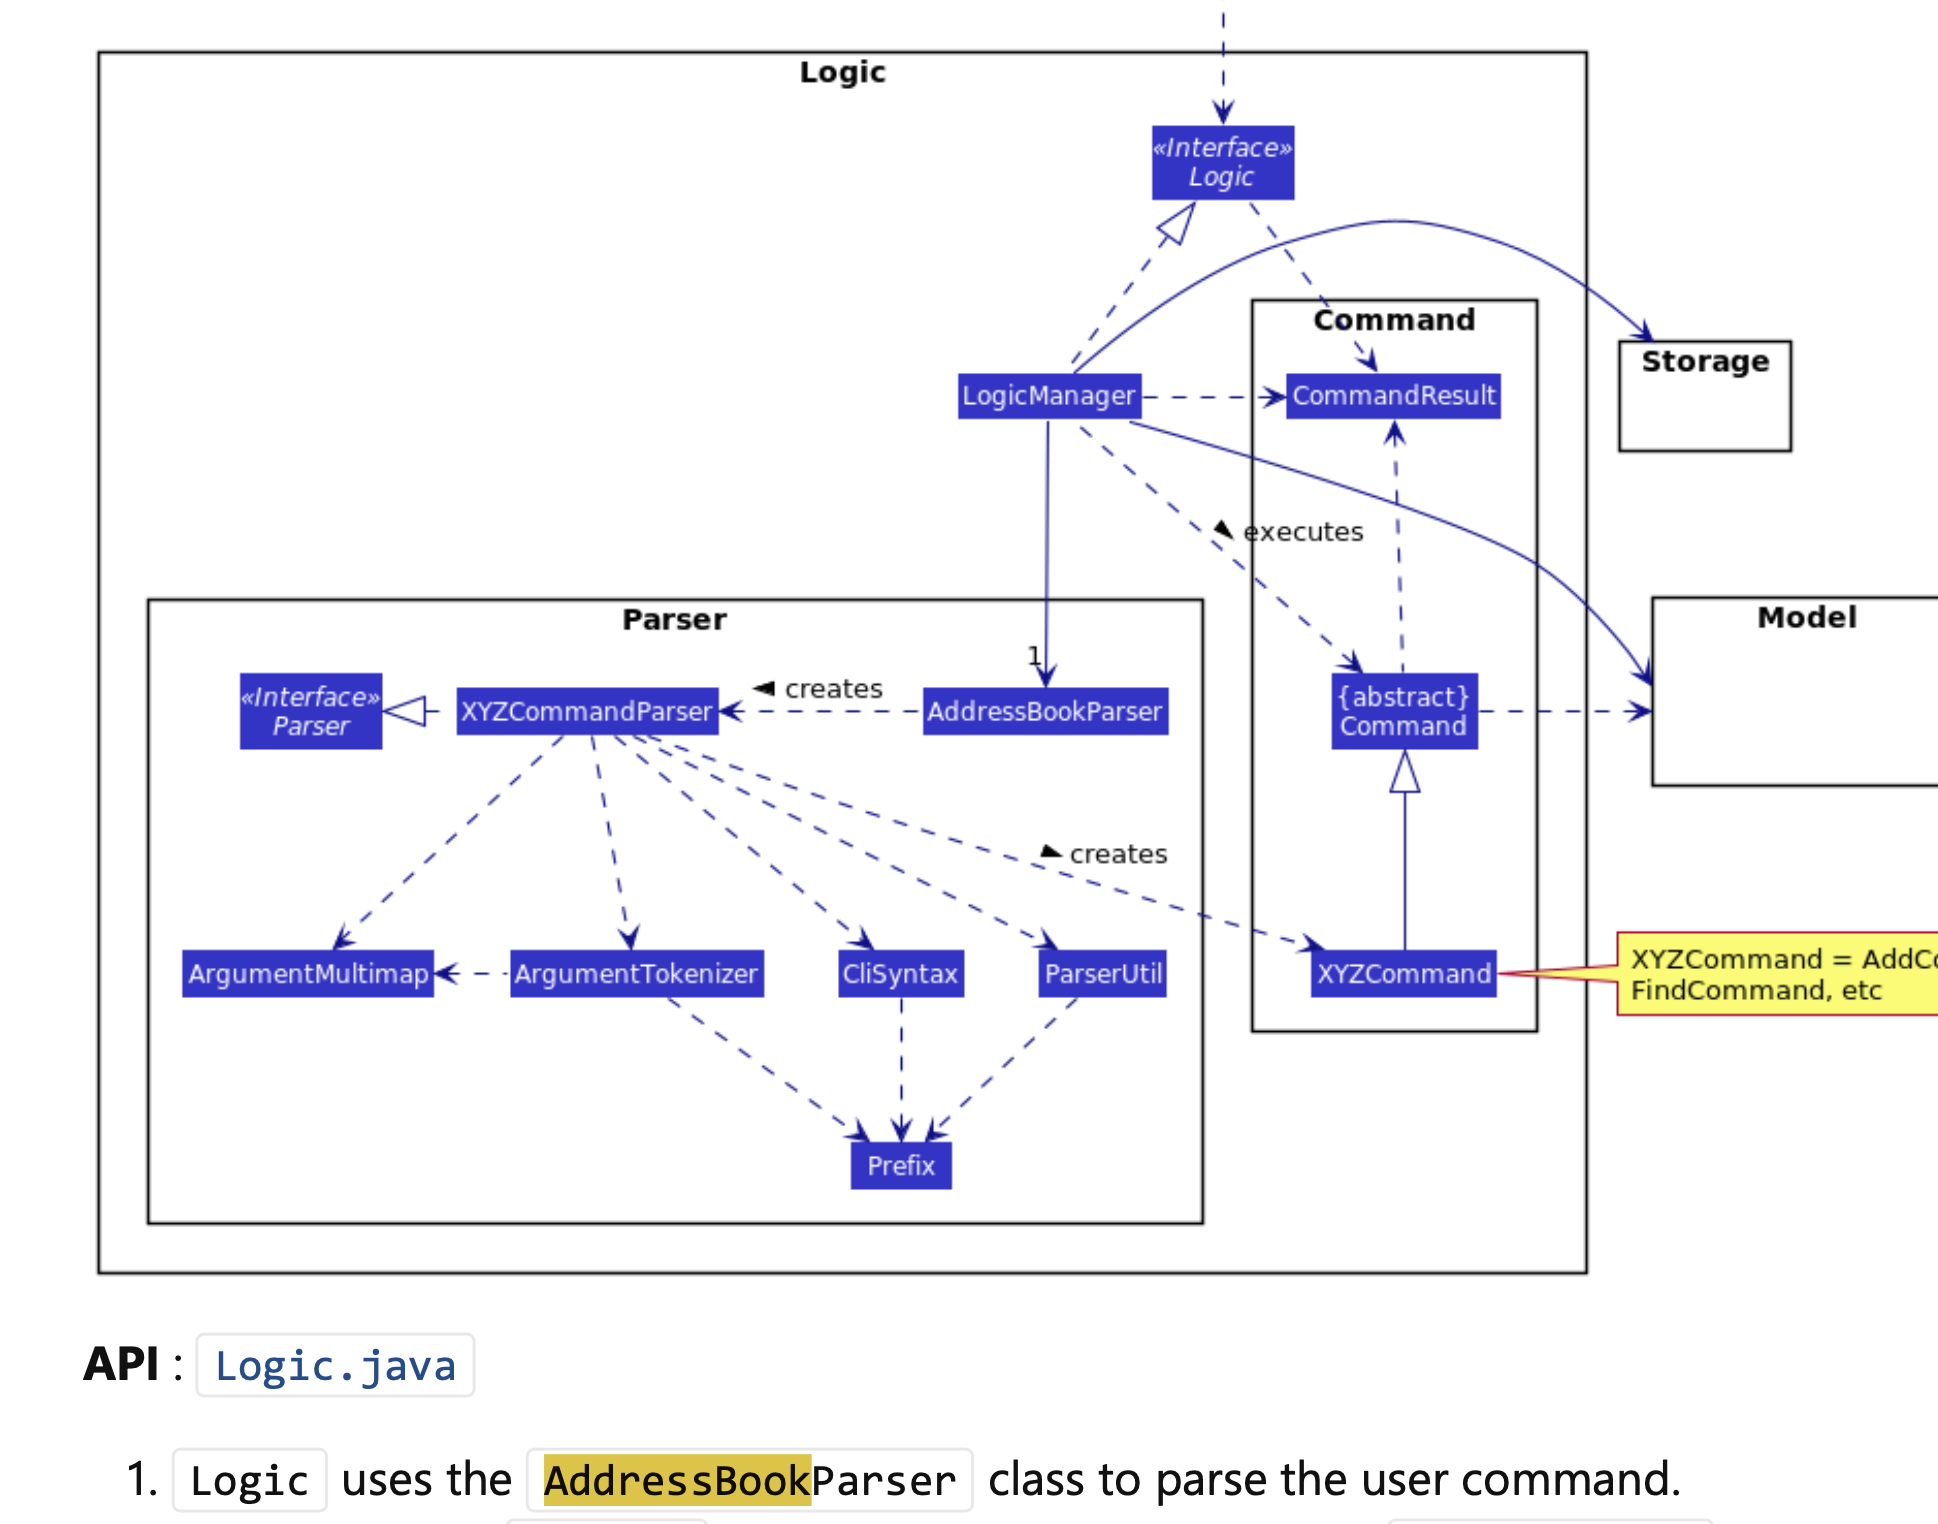 Logic
«Interface»
Logic
Command
Storage
LogicManager
CommandResult
executes
Parser
Model
1
«Interface»
Parser
XYZCommandParser
creates
AddressBookParser
{abstract}
Command
creates
ArgumentMultimap
ArgumentTokenizer
CliSyntax
ParserUtil
XYZCommand
XYZCommand = AddCo
FindCommand, etc
Prefix
API : Logic.java
1. Logic uses the AddressBookParser class to parse the user command.